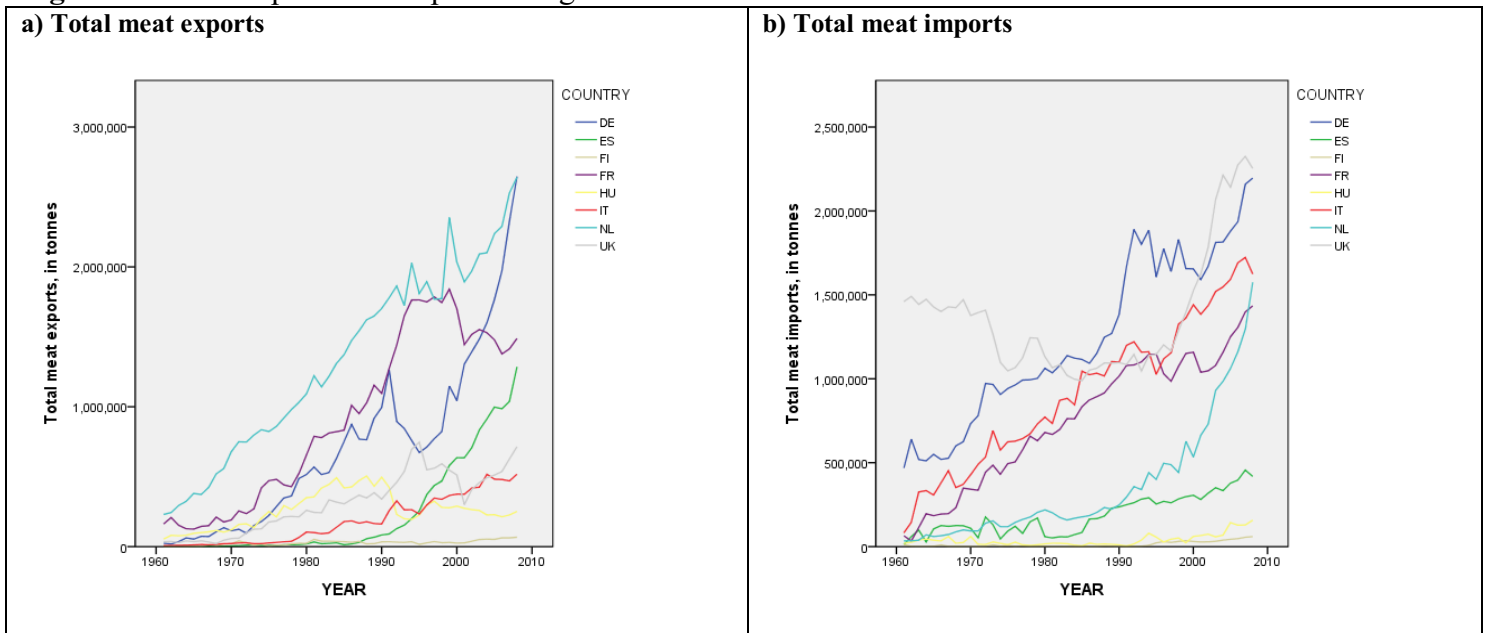 a) Total meat exports
b) Total meat imports
COUNTRY
DE
ES
FI
FR
HU
IT
NL
UK
3,000,000
2,000,000
1,000,000
0
Total meat exports, in tonnes
1960
1970
1980
1990
2000
2010
YEAR
COUNTRY
DE
ES
FI
FR
HU
IT
NL
UK
2,500,000
2,000,000
1,500,000
1,000,000
500,000
0
Total meat imports, in tonnes
1960
1970
1980
1990
2000
2010
YEAR